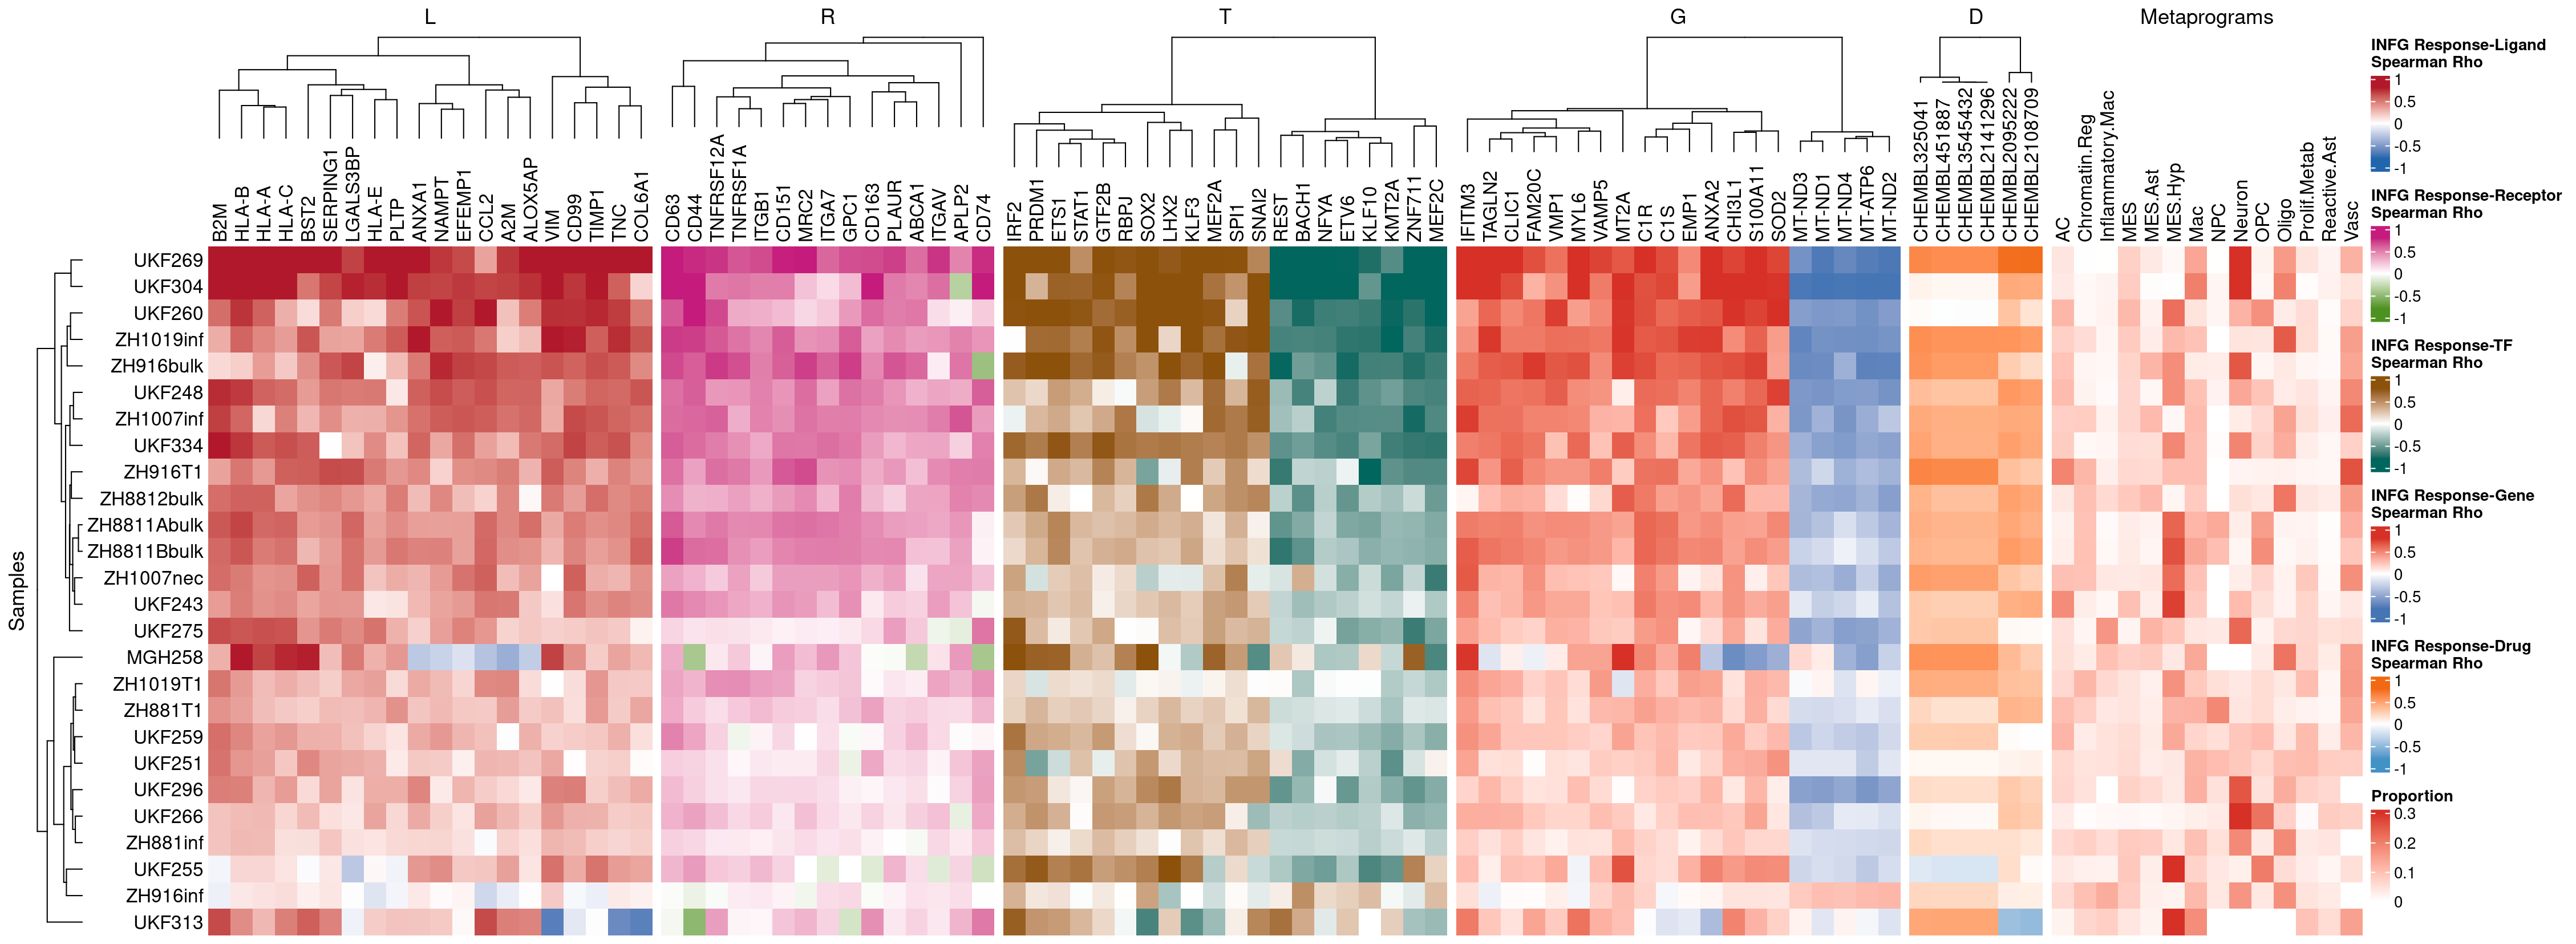 L R T G D Metaprograms
B2M HLA-B HLA-A HLA-C BST2 SERPING1 LGALS3BP HLA-E PLTP ANXA1 NAMPT EFEMP1 CCL2 A2M ALOX5AP VIM CD99 TIMP1 TNC COL6A1
CD63 CD44 TNFRSF12A TNFRSF1A ITGB1 CD151 MRC2 ITGA7 GPC1 CD163 PLAUR ABCA1 ITGAV APLP2 CD74
IRF2 PRDM1 ETS1 STAT1 GTF2B RBPJ SOX2 LHX2 KLF3 MEF2A SPI1 SNAI2 REST BACH1 NFYA ETV6 KLF10 KMT2A ZNF711 MEF2C
IFITM3 TAGLN2 CLIC1 FAM20C VMP1 MYL6 VAMP5 MT2A C1R C1S EMP1 ANXA2 CHI3L1 S100A11 SOD2 MT-ND3 MT-ND1 MT-ND4 MT-ATP6 MT-ND2
CHEMBL325041 CHEMBL451887 CHEMBL3545432 CHEMBL2141296 CHEMBL2095222 CHEMBL2108709
AC Chromatin.Reg Inflammatory.Mac MES MES.Ast MES.Hyp Mac NPC Neuron OPC Oligo Prolif.Metab Reactive.Ast Vasc
Samples
UKF269
UKF304
UKF260
ZH1019inf
ZH916bulk
UKF248
ZH1007inf
UKF334
ZH916T1
ZH8812bulk
ZH8811Abulk
ZH8811Bbulk
ZH1007nec
UKF243
UKF275
MGH258
ZH1019T1
ZH881T1
UKF259
UKF251
UKF296
UKF266
ZH881inf
UKF255
ZH916inf
UKF313
INFG Response-Ligand
Spearman Rho
1
0.5
0
-0.5
-1
INFG Response-Receptor
Spearman Rho
1
0.5
0
-0.5
-1
INFG Response-TF
Spearman Rho
1
0.5
0
-0.5
-1
INFG Response-Gene
Spearman Rho
1
0.5
0
-0.5
-1
INFG Response-Drug
Spearman Rho
1
0.5
0
-0.5
-1
Proportion
0.3
0.2
0.1
0